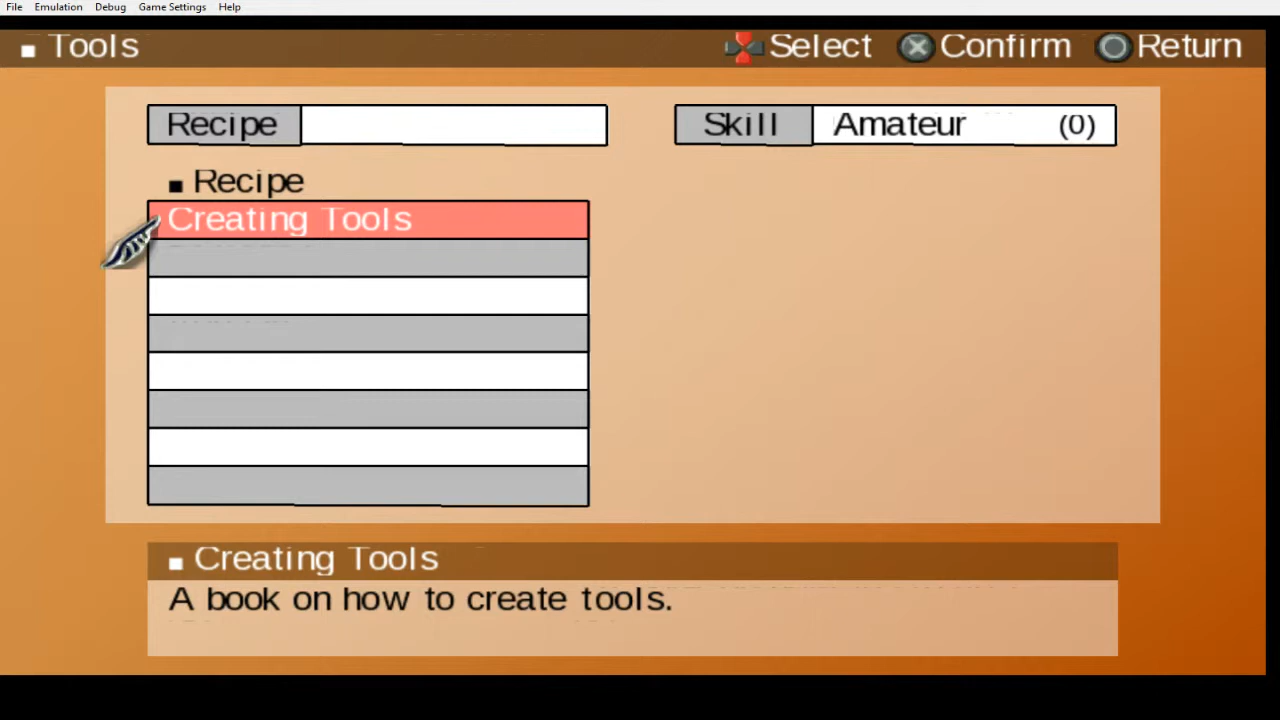 File Emulation Debug Game Settings Help
Tools Select Confirm Return
Recipe Skill Amateur (0)
Recipe
Creating Tools
Creating Tools
A book on how to create tools.